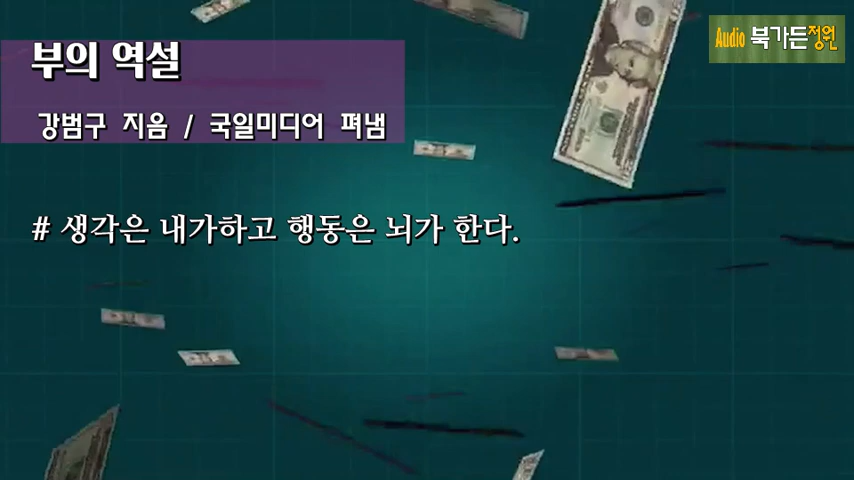 Audio 북가든정원
부의 역설
강범구 지음 / 국일미디어 펴냄
# 생각은 내가하고 행동은 뇌가 한다.